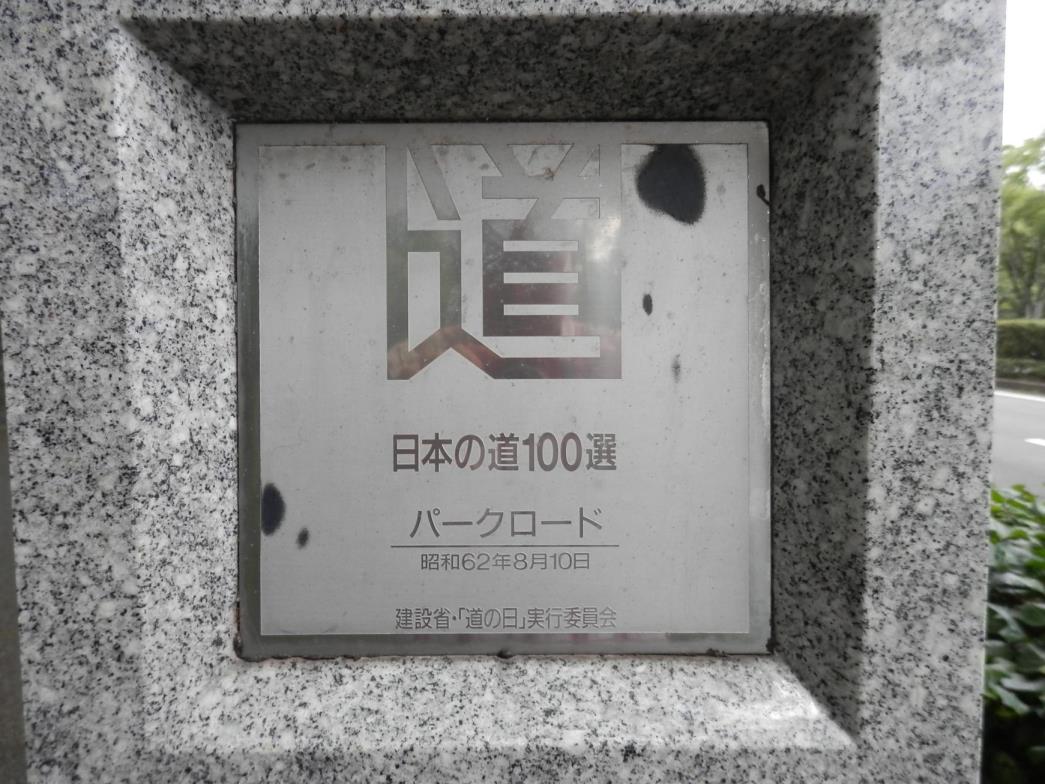 道
日本の道100選
パークロード
昭和62年8月10日
建設省・「道の日」実行委員会